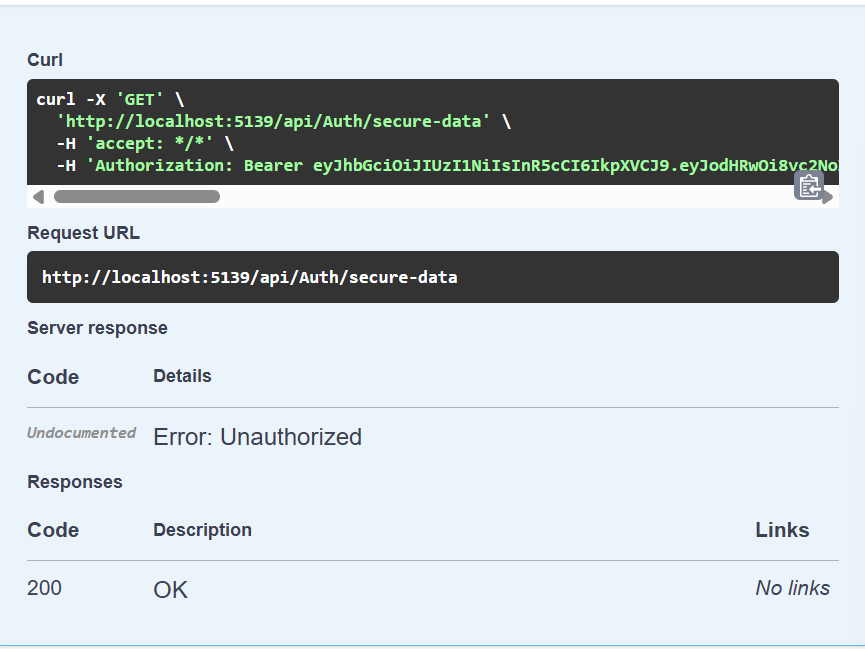 Curl
curl -X 'GET' \
'http://localhost:5139/api/Auth/secure-data' \
-H 'accept: */*' \
-H 'Authorization: Bearer eyJhbGciOiJIUzI1NiIsInR5cCI6IkpXVCJ9.eyJodHRwOi8vc2No
Request URL
http://localhost:5139/api/Auth/secure-data
Server response
Code Details
Undocumented Error: Unauthorized
Responses
Code Description Links
200 OK No links